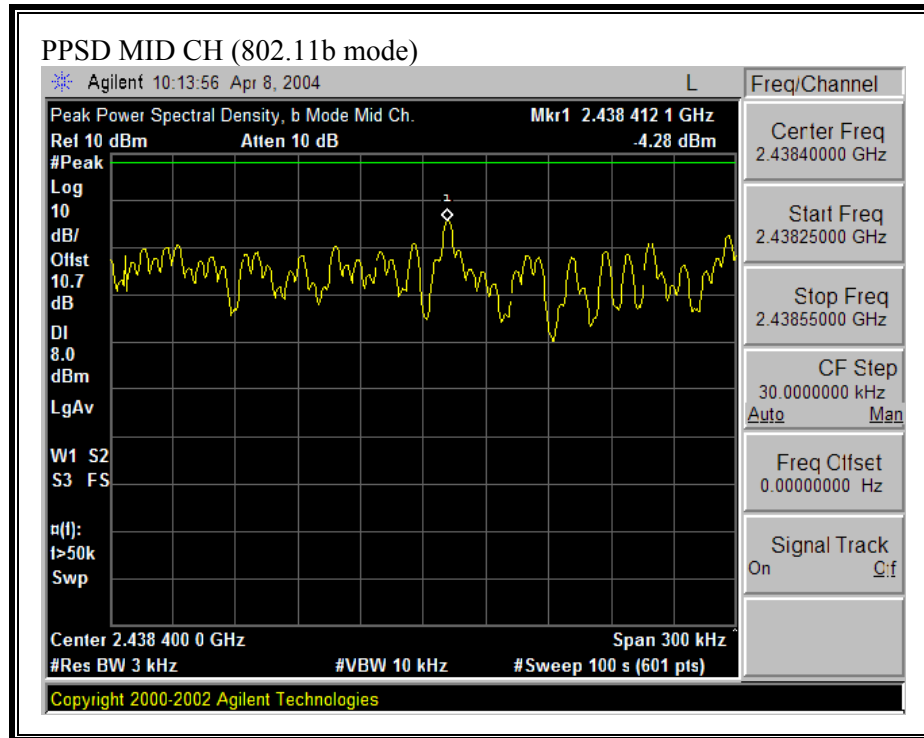 PPSD MID CH (802.11b mode)
Agilent 10:13:56 Apr 8, 2004 L
Peak Power Spectral Density, b Mode Mid Ch. Mkr1 2.438 412 1 GHz
Ref 10 dBm Atten 10 dB -4.28 dBm
#Peak
Log
10
dB/
Offst
10.7
dB
DI
8.0
dBm
LgAv
W1 S2
S3 FS
¤(f):
f>50k
Swp
1
Center 2.438 400 0 GHz Span 300 kHz
#Res BW 3 kHz #VBW 10 kHz #Sweep 100 s (601 pts)
Copyright 2000-2002 Agilent Technologies
Freq/Channel
Center Freq
2.43840000 GHz
Start Freq
2.43825000 GHz
Stop Freq
2.43855000 GHz
CF Step
30.0000000 kHz
Auto Man
Freq Offset
0.00000000 Hz
Signal Track
On Off